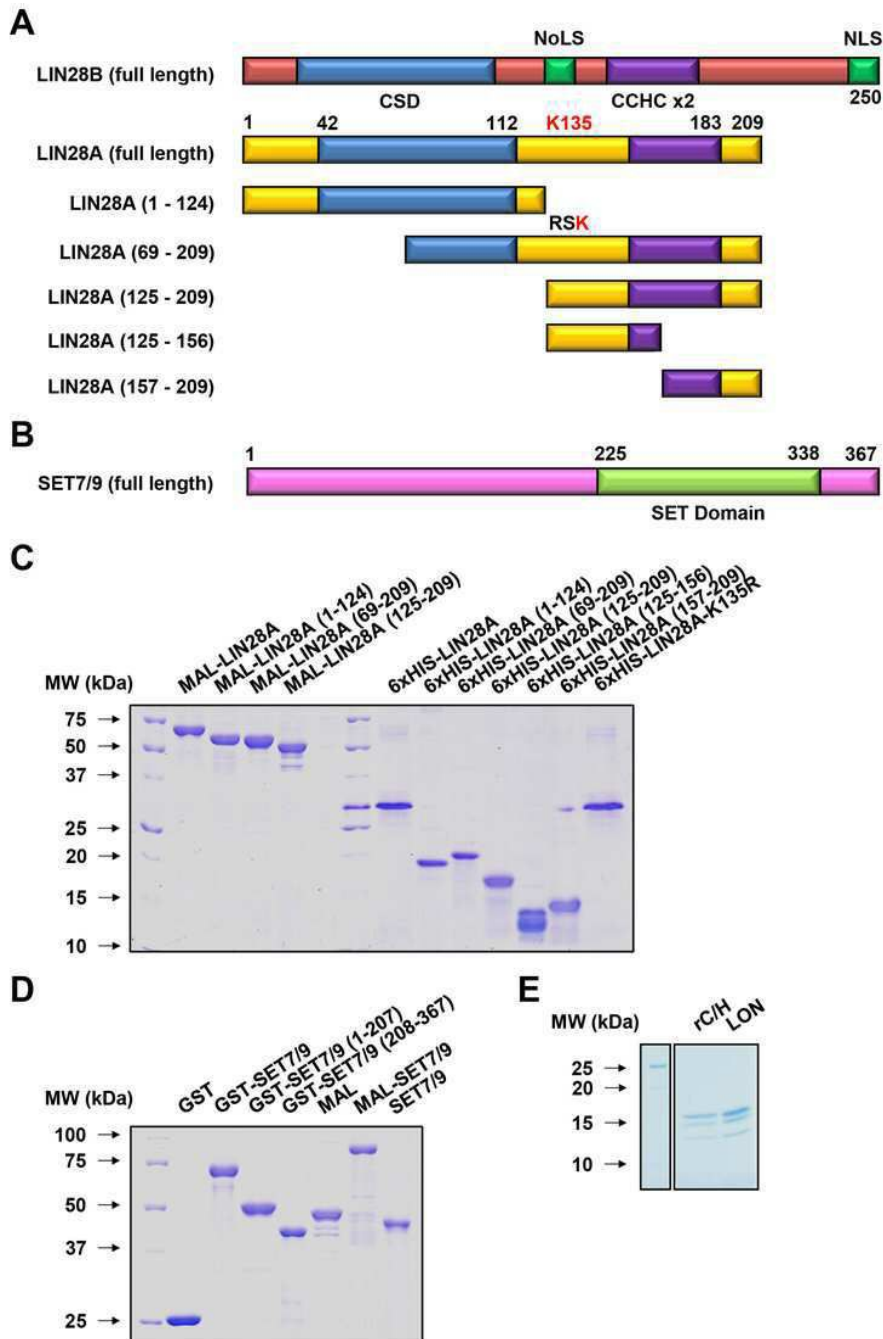 A
NoLS NLS
LIN28B (full length)
250
CSD CCHC x2
1 42 112 K135 183 209
LIN28A (full length)
LIN28A (1 - 124)
RSK
LIN28A (69 - 209)
LIN28A (125 - 209)
LIN28A (125 - 156)
LIN28A (157 - 209)
B
1 225 338 367
SET7/9 (full length)
SET Domain
C
MAL-LIN28A
MAL-LIN28A (1-124)
MAL-LIN28A (69-209)
MAL-LIN28A (125-209)
6xHIS-LIN28A
6xHIS-LIN28A (1-124)
6xHIS-LIN28A (69-209)
6xHIS-LIN28A (125-209)
6xHIS-LIN28A (125-156)
6xHIS-LIN28A (157-209)
6xHIS-LIN28A-K135R
MW (kDa)
75
50
37
25
20
15
10
D
GST
GST-SET7/9
GST-SET7/9 (1-207)
GST-SET7/9 (208-367)
MAL
MAL-SET7/9
SET7/9
MW (kDa)
100
75
50
37
25
E
rC/H
LON
MW (kDa)
25
20
15
10